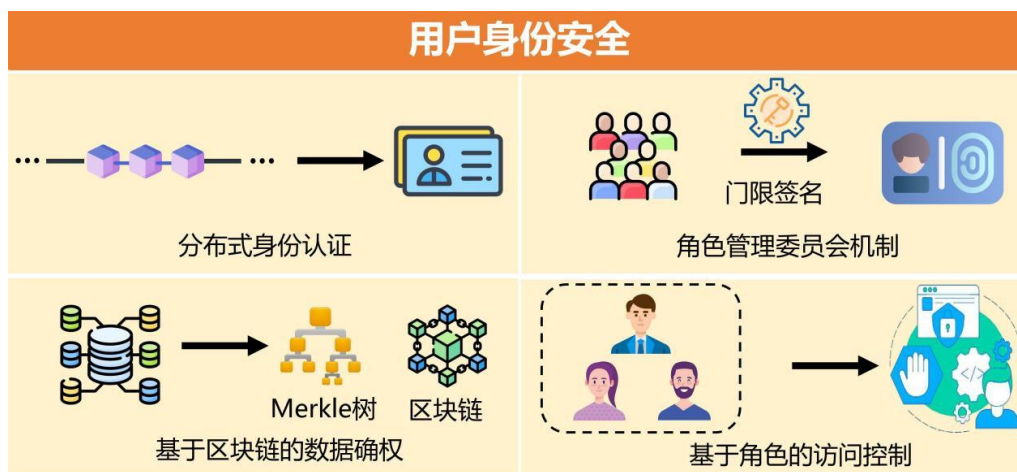 用户身份安全
分布式身份认证
门限签名
角色管理委员会机制
Merkle树 区块链
基于区块链的数据确权
基于角色的访问控制